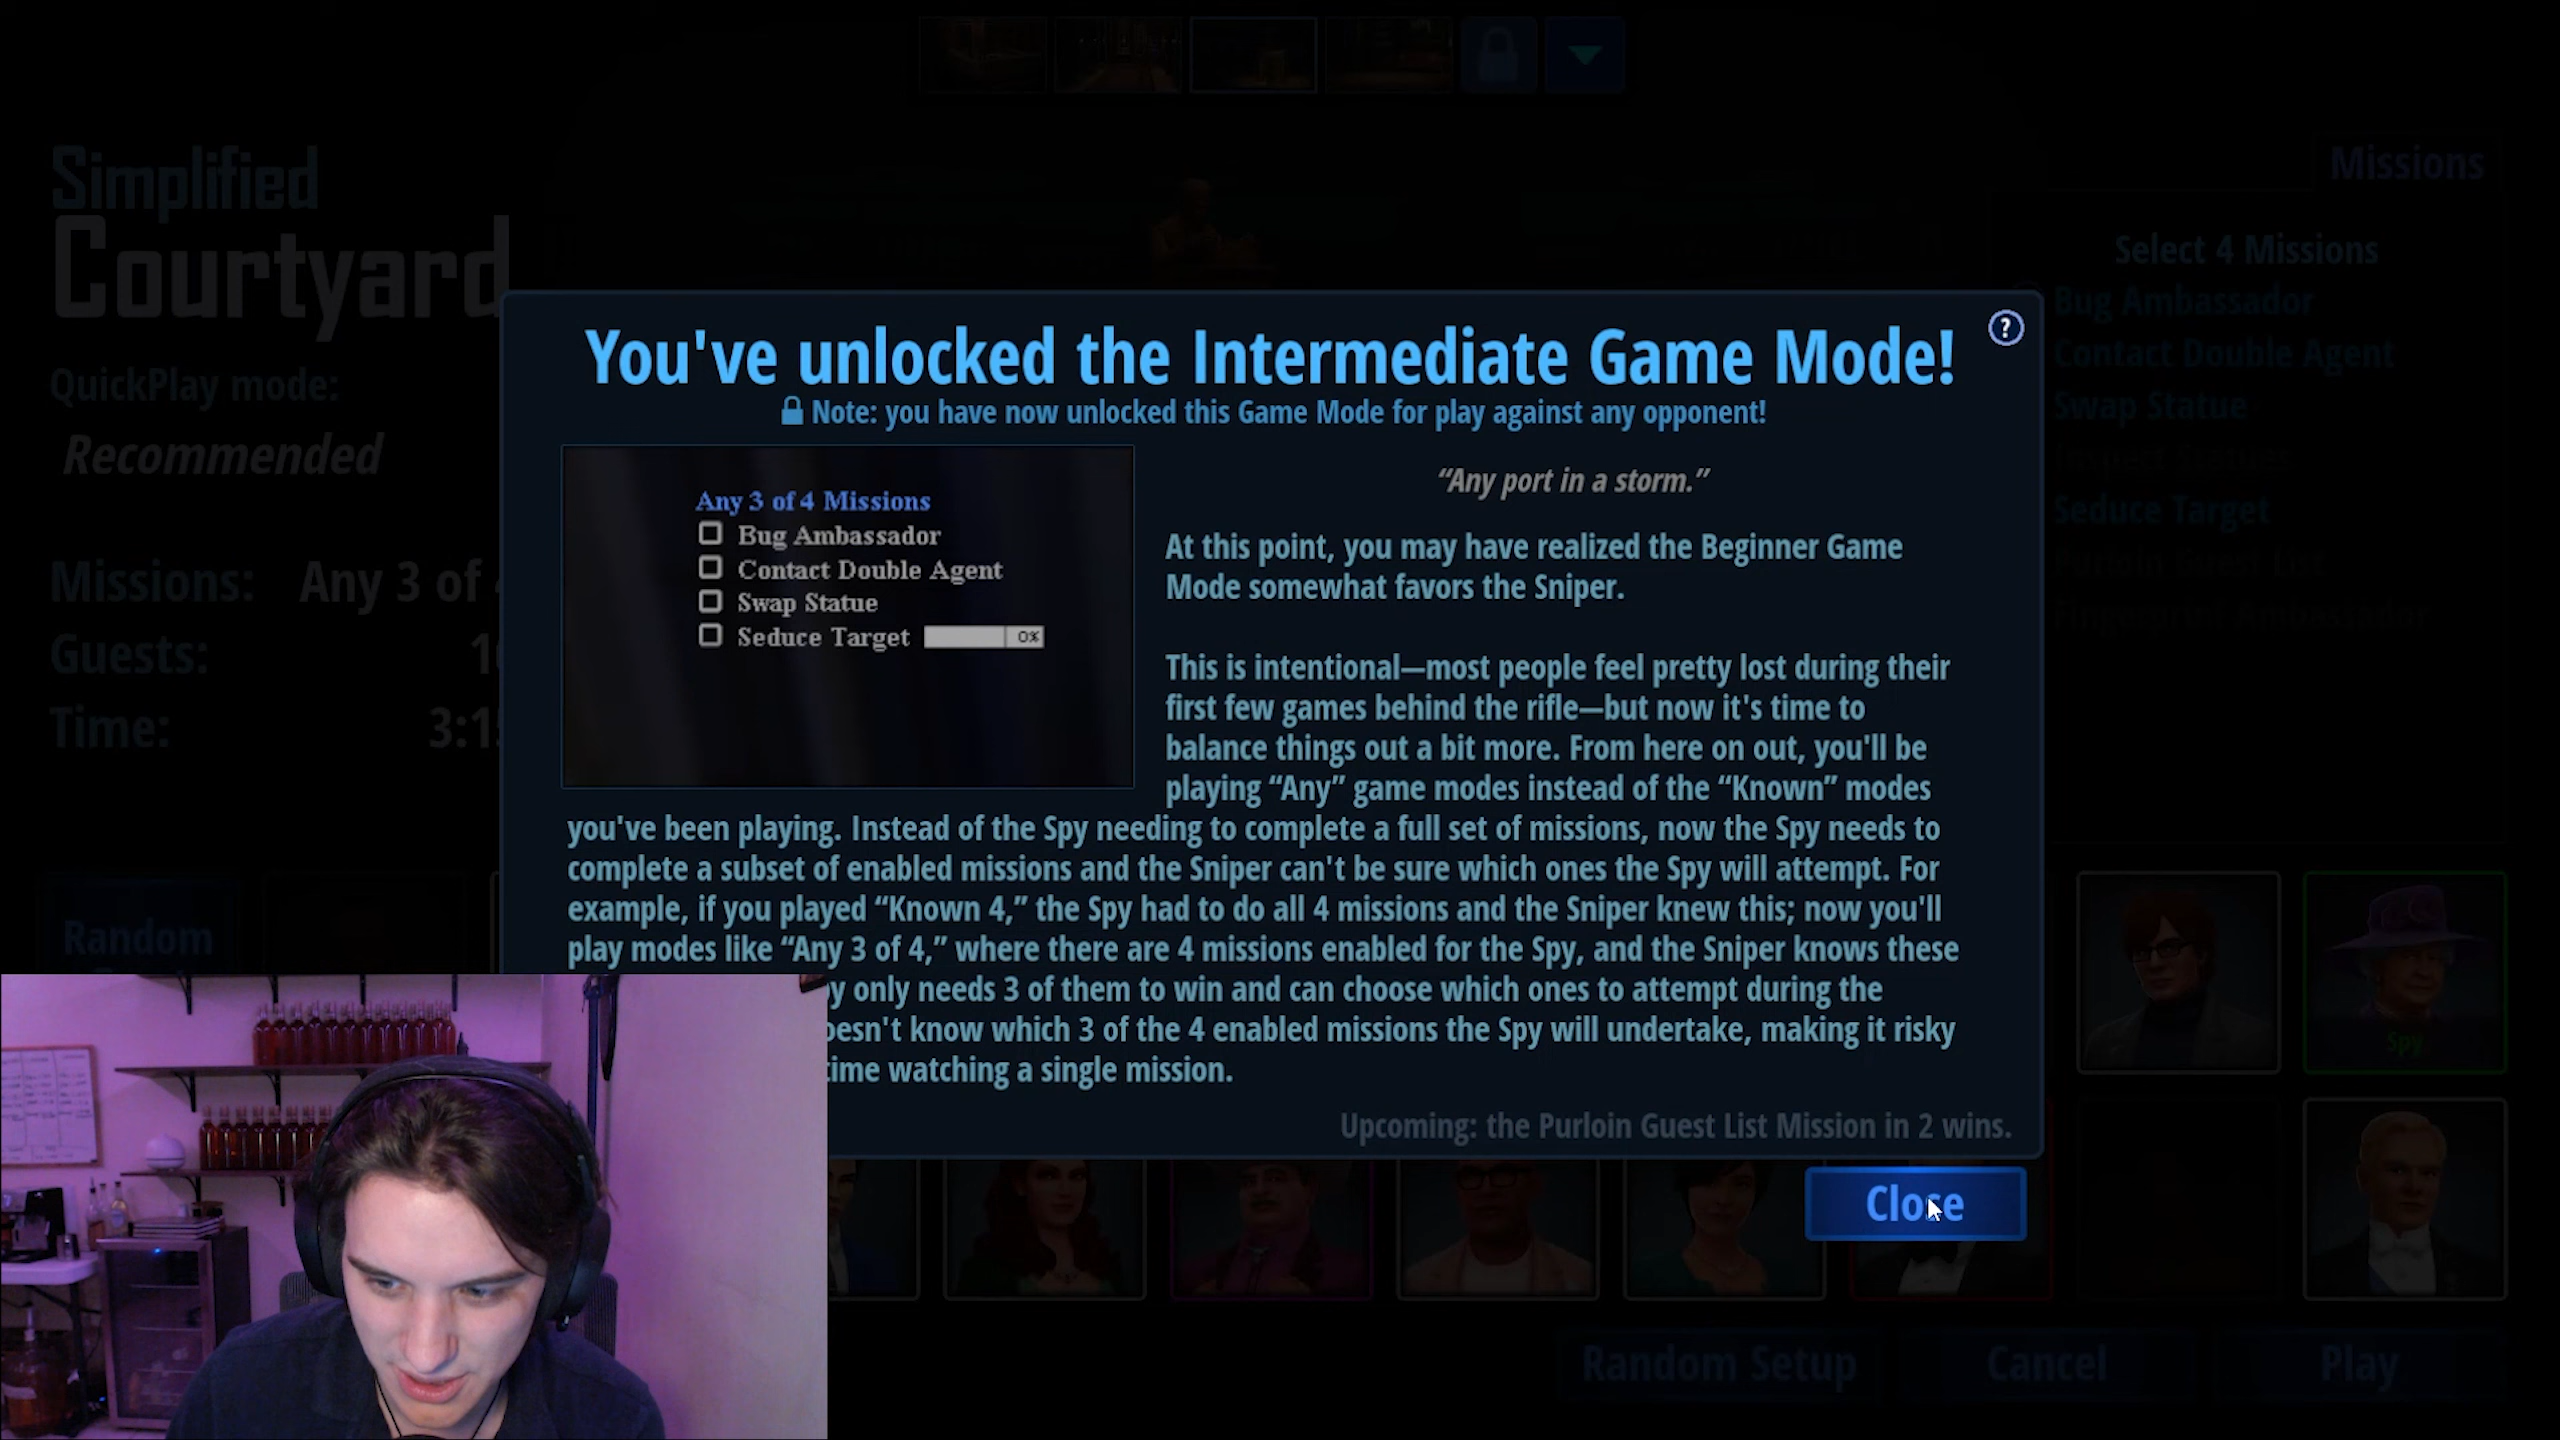 Simplified
Courtyard
QuickPlay mode:
Recommended
Missions: Any 3 of
Guests:
Time: 3:15
Random
Missions
Select 4 Missions
Bug Ambassador
Contact Double Agent
Swap Statue
Inspect Statues
Seduce Target
Purloin Guest List
Fingerprint Ambassador
You've unlocked the Intermediate Game Mode!
?
Note: you have now unlocked this Game Mode for play against any opponent!
Any 3 of 4 Missions
Bug Ambassador
Contact Double Agent
Swap Statue
Seduce Target 0%
“Any port in a storm.”
At this point, you may have realized the Beginner Game
Mode somewhat favors the Sniper.
This is intentional—most people feel pretty lost during their
first few games behind the rifle—but now it's time to
balance things out a bit more. From here on out, you'll be
playing “Any” game modes instead of the “Known” modes
you've been playing. Instead of the Spy needing to complete a full set of missions, now the Spy needs to
complete a subset of enabled missions and the Sniper can't be sure which ones the Spy will attempt. For
example, if you played “Known 4,” the Spy had to do all 4 missions and the Sniper knew this; now you'll
play modes like “Any 3 of 4,” where there are 4 missions enabled for the Spy, and the Sniper knows these
y only needs 3 of them to win and can choose which ones to attempt during the
oesn't know which 3 of the 4 enabled missions the Spy will undertake, making it risky
time watching a single mission.
Upcoming: the Purloin Guest List Mission in 2 wins.
Close
Spy
Random Setup
Cancel
Play